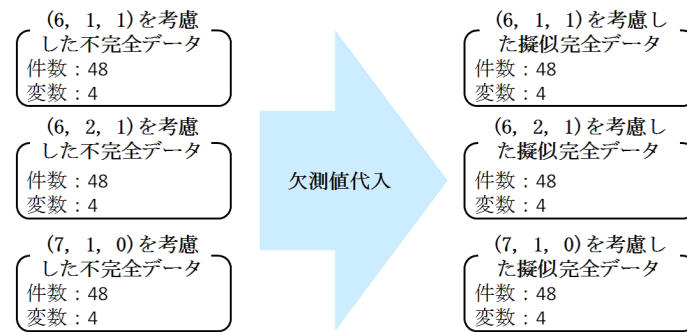 (6, 1, 1)を考慮
した不完全データ
件数：48
変数：4
(6, 2, 1)を考慮
した不完全データ
件数：48
変数：4
(7, 1, 0)を考慮
した不完全データ
件数：48
変数：4
欠測値代入
(6, 1, 1)を考慮し
た擬似完全データ
件数：48
変数：4
(6, 2, 1)を考慮し
た擬似完全データ
件数：48
変数：4
(7, 1, 0)を考慮し
た擬似完全データ
件数：48
変数：4